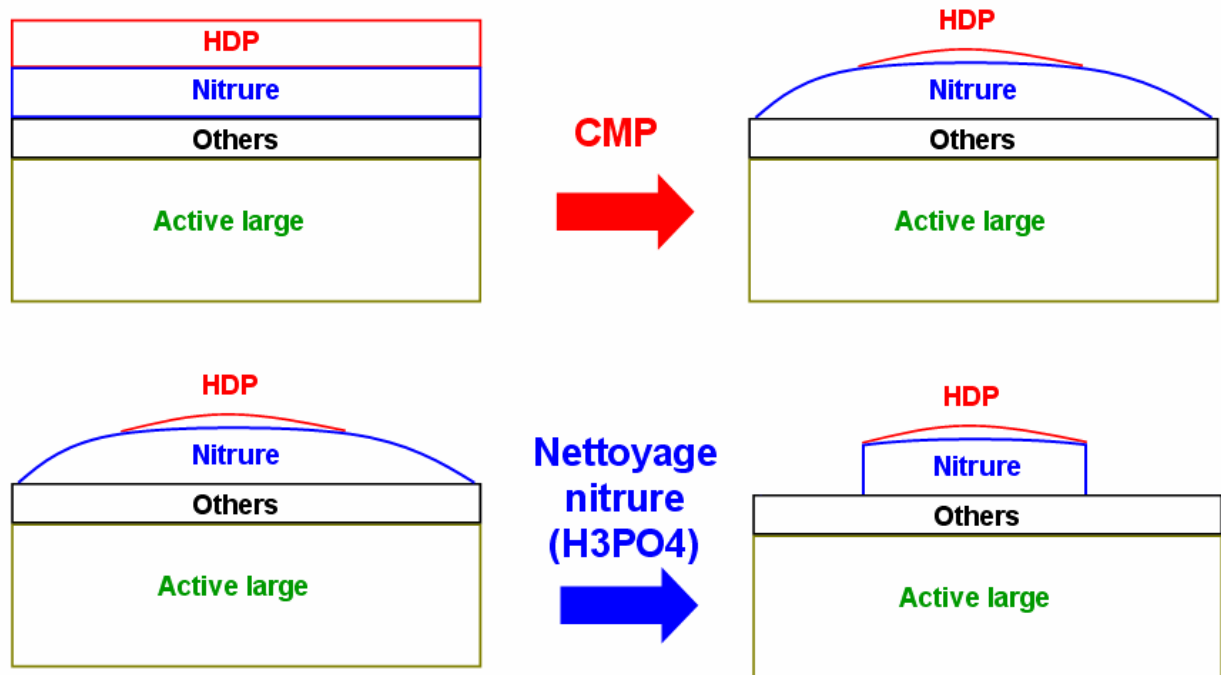 HDP
Nitrure
Others
Active large
CMP
HDP
Nitrure
Others
Active large
HDP
Nitrure
Others
Active large
Nettoyage
nitrure
(H3PO4)
HDP
Nitrure
Others
Active large